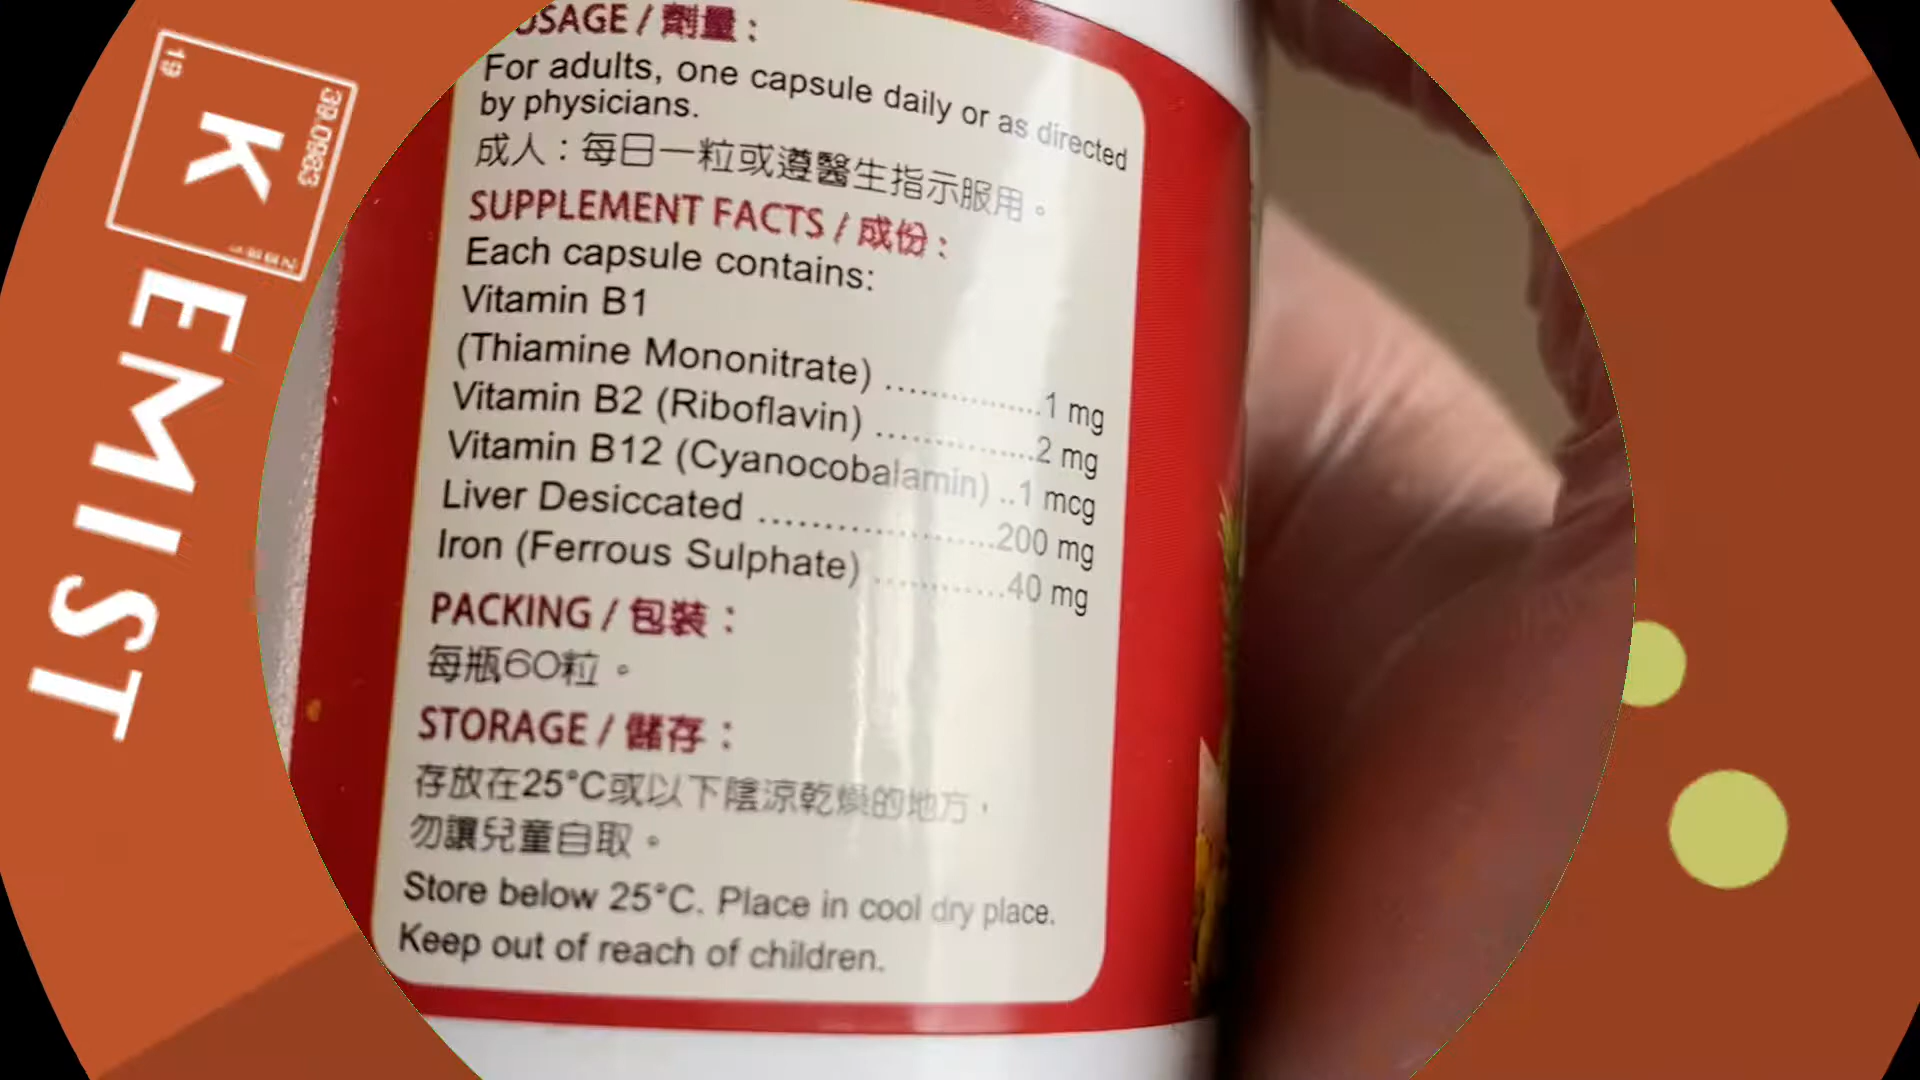 19
39.0983
K
EMIST
DOSAGE / 劑量：
For adults, one capsule daily or as directed
by physicians.
成人：每日一粒或遵醫生指示服用。
SUPPLEMENT FACTS / 成份：
Each capsule contains:
Vitamin B1
(Thiamine Mononitrate) ..............1 mg
Vitamin B2 (Riboflavin) ..............2 mg
Vitamin B12 (Cyanocobalamin) ..1 mcg
Liver Desiccated .....................200 mg
Iron (Ferrous Sulphate) ............40 mg
PACKING / 包裝：
每瓶60粒。
STORAGE / 儲存：
存放在25°C或以下陰涼乾燥的地方，
勿讓兒童自取。
Store below 25°C. Place in cool dry place.
Keep out of reach of children.